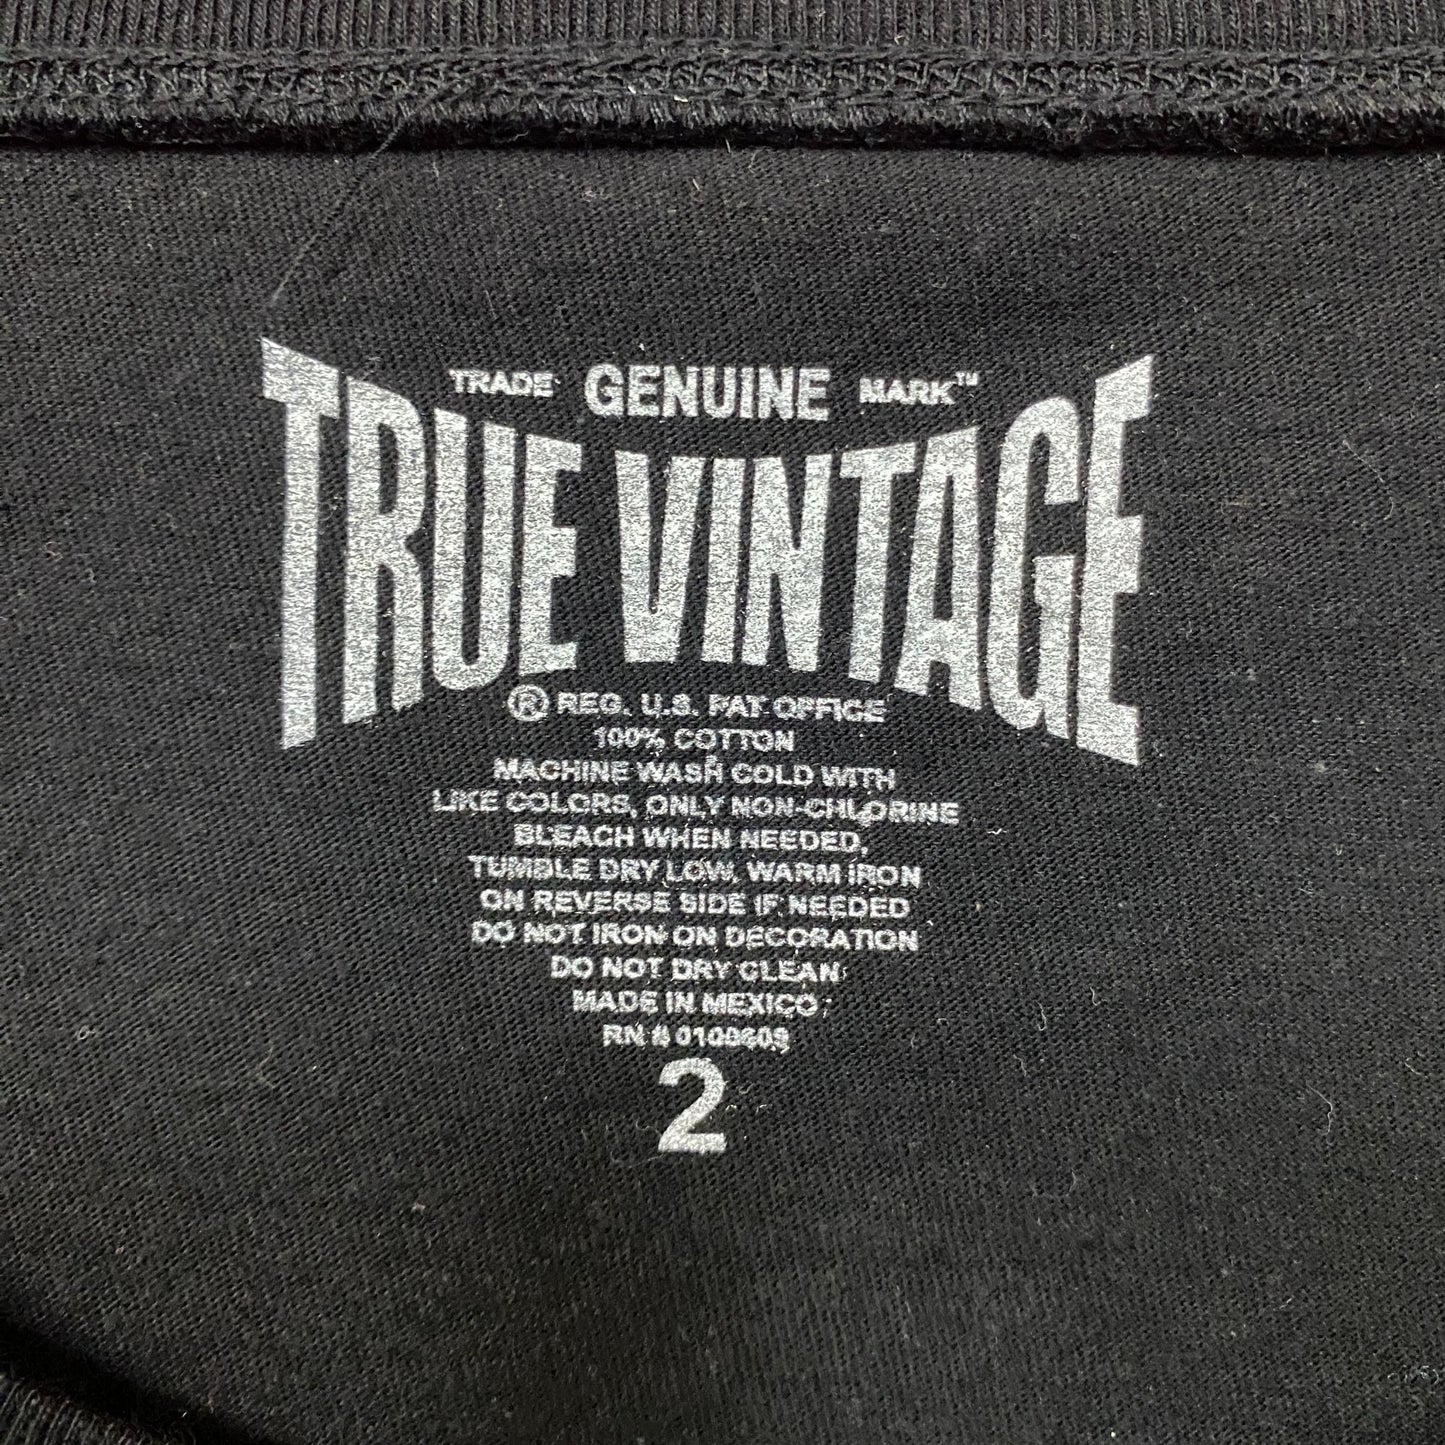 TRADE GENUINE MARK™
TRUE VINTAGE
® REG. U.S. PAT OFFICE
100% COTTON
MACHINE WASH COLD WITH
LIKE COLORS, ONLY NON-CHLORINE
BLEACH WHEN NEEDED,
TUMBLE DRY LOW, WARM IRON
ON REVERSE SIDE IF NEEDED
DO NOT IRON ON DECORATION
DO NOT DRY CLEAN
MADE IN MEXICO
RN # 0109609
2